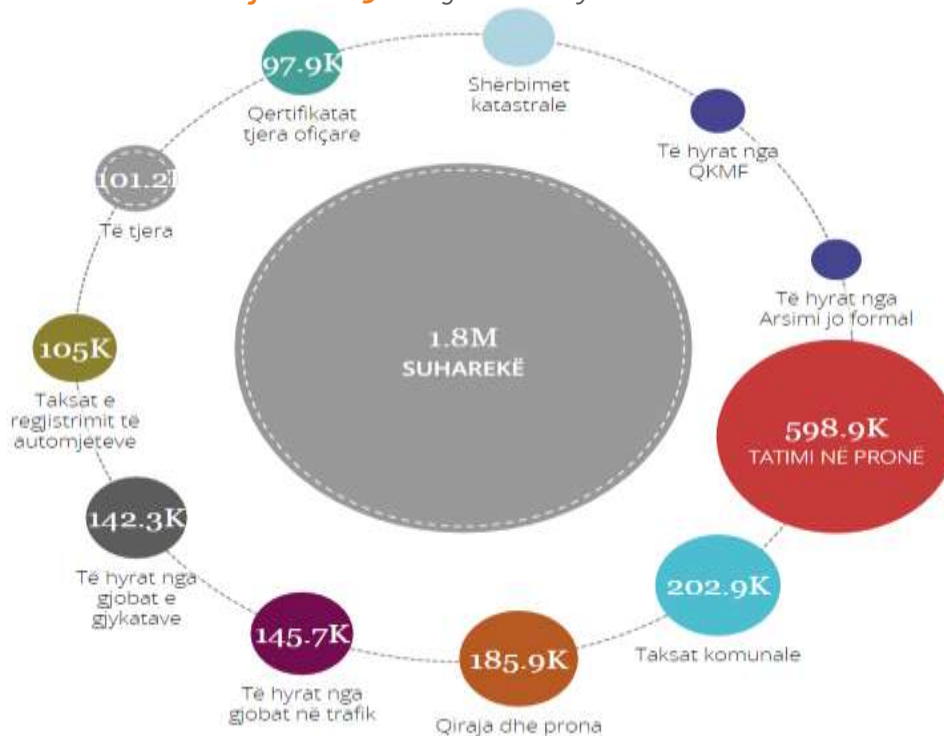 97.9K
Qertifikatat
tjera ofiçare
Shërbimet
katastrale
Të hyrat nga
QKMF
101.2
Të tjera
Të hyrat nga
Arsimi jo formal
1.8M
SUHAREKË
105K
Taksat e
regjistrimit të
automjeteve
598.9K
TATIMI NË PRONË
142.3K
Të hyrat nga
gjobat e
gjykatave
202.9K
Taksat komunale
145.7K
Të hyrat nga
gjobat në trafik
185.9K
Qiraja dhe prona